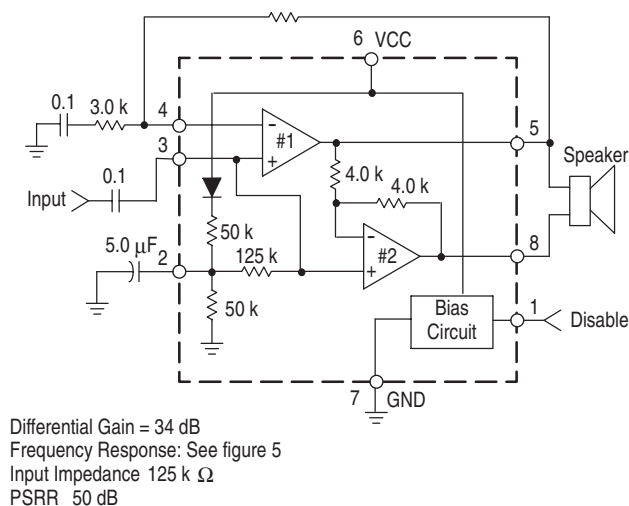 6 VCC
0.1
3.0 k
4
-
#1
+
5
3
0.1
Input
Speaker
4.0 k
4.0 k
50 k
5.0 μF
2
125 k
-
#2
+
8
50 k
Bias
Circuit
1
Disable
7
GND
Differential Gain = 34 dB
Frequency Response: See figure 5
Input Impedance 125 k Ω
PSRR 50 dB